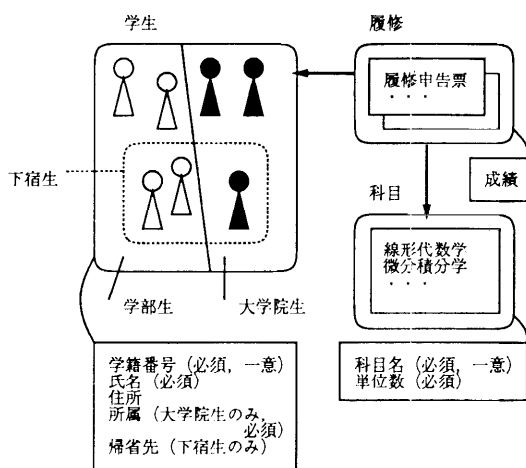 学生
履修
履修申告票
・・・
下宿生
成績
科目
線形代数学
微分積分学
・・・
学部生
大学院生
学籍番号（必須，一意）
氏名（必須）
住所
所属（大学院生のみ，
必須）
帰省先（下宿生のみ）
科目名（必須，一意）
単位数（必須）